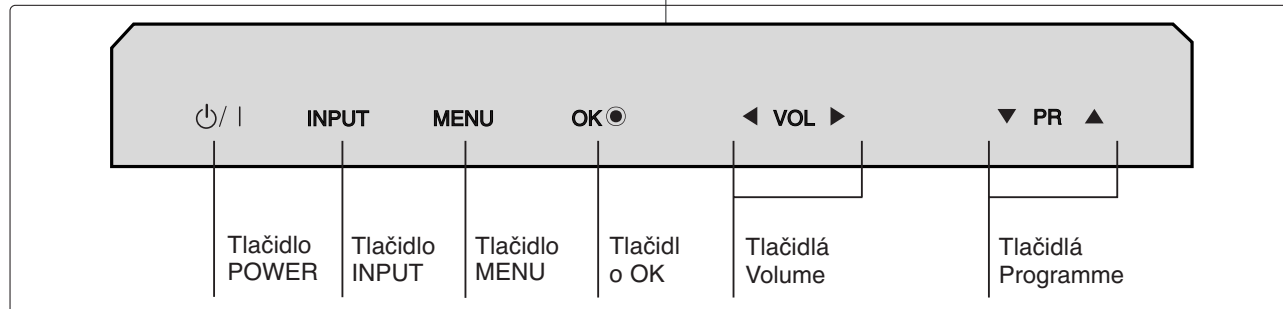 ⏻/ I INPUT MENU OK◉ ◀ VOL ▶ ▼ PR ▲
Tlačidlo
POWER
Tlačidlo
INPUT
Tlačidlo
MENU
Tlačidl
o OK
Tlačidlá
Volume
Tlačidlá
Programme